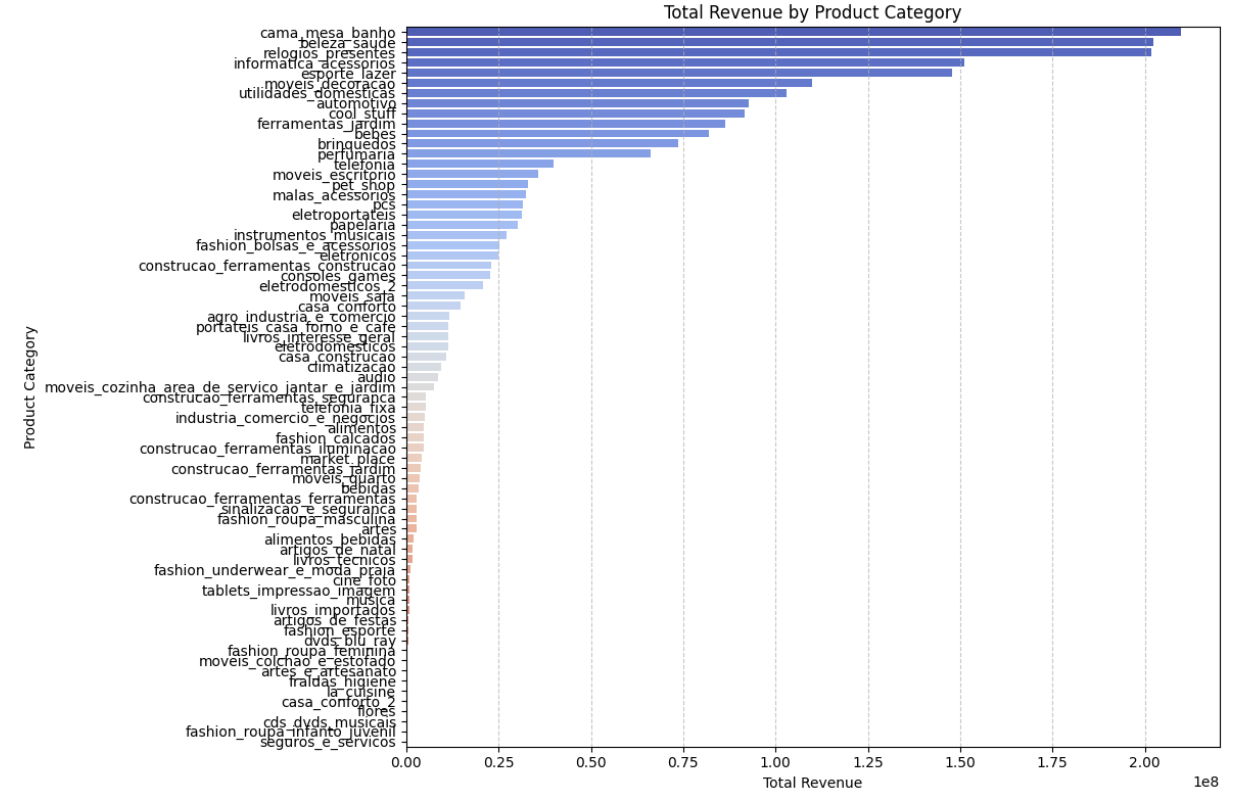 Total Revenue by Product Category
cama_mesa_banho
beleza_saude
relogios_presentes
informatica_acessorios
esporte_lazer
moveis_decoracao
utilidades_domesticas
automotivo
cool_stuff
ferramentas_jardim
bebes
brinquedos
perfumaria
telefonia
moveis_escritorio
pet_shop
malas_acessorios
pcs
eletroportateis
papelaria
instrumentos_musicais
fashion_bolsas_e_acessorios
eletronicos
construcao_ferramentas_construcao
consoles_games
eletrodomesticos_2
moveis_sala
casa_conforto
agro_industria_e_comercio
portateis_casa_forno_e_cafe
livros_interesse_geral
eletrodomesticos
casa_construcao
climatizacao
audio
moveis_cozinha_area_de_servico_jantar_e_jardim
construcao_ferramentas_seguranca
telefonia_fixa
industria_comercio_e_negocios
alimentos
fashion_calcados
construcao_ferramentas_iluminacao
market_place
construcao_ferramentas_jardim
moveis_quarto
bebidas
construcao_ferramentas_ferramentas
sinalizacao_e_seguranca
fashion_roupa_masculina
artes
alimentos_bebidas
artigos_de_natal
livros_tecnicos
fashion_underwear_e_moda_praia
cine_foto
tablets_impressao_imagem
musica
livros_importados
artigos_de_festas
fashion_esporte
dvds_blu_ray
fashion_roupa_feminina
moveis_colchao_e_estofado
artes_e_artesanato
fraldas_higiene
la_cuisine
casa_conforto_2
flores
cds_dvds_musicais
fashion_roupa_infanto_juvenil
seguros_e_servicos
Product Category
0.00 0.25 0.50 0.75 1.00 1.25 1.50 1.75 2.00
Total Revenue
1e8